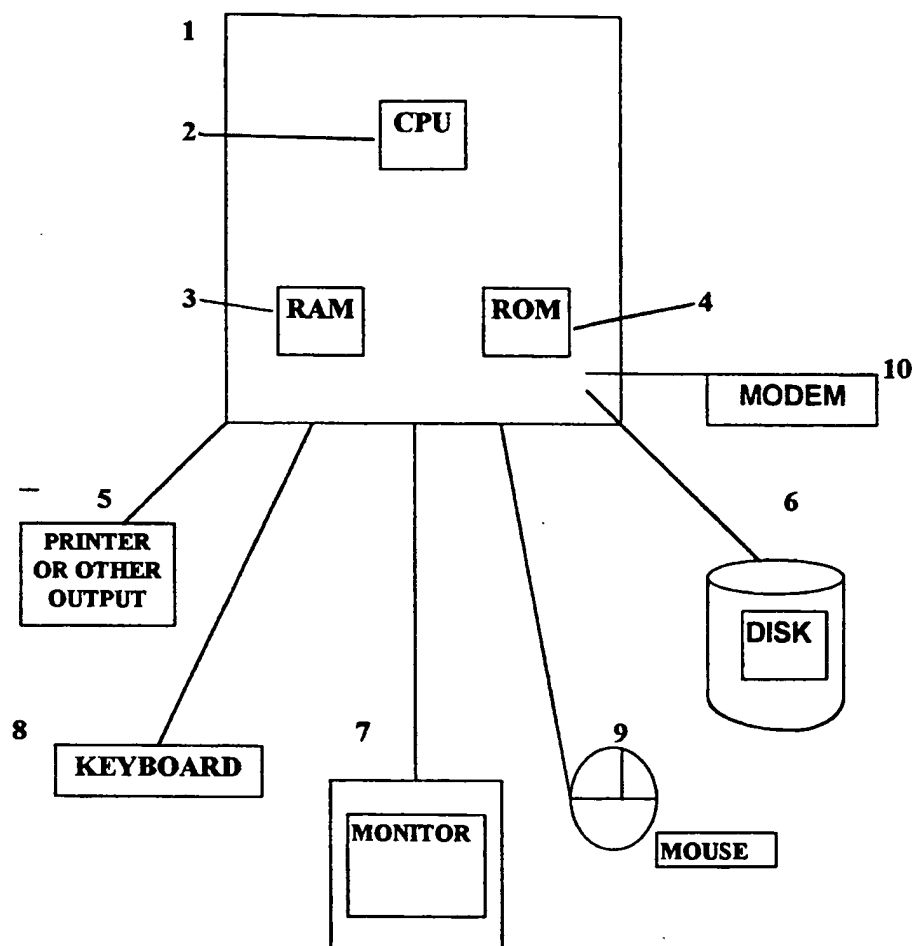 1
2
CPU
3
RAM
ROM
4
10
MODEM
5
PRINTER
OR OTHER
OUTPUT
6
DISK
8
KEYBOARD
7
MONITOR
9
MOUSE